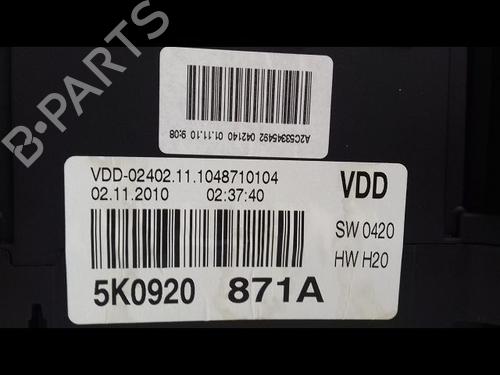 B-PARTS
A2C53345492 042140 01.11.10 9:08
VDD-02402.11.1048710104
02.11.2010 02:37:40
VDD
SW 0420
HW H20
5K0920 871A